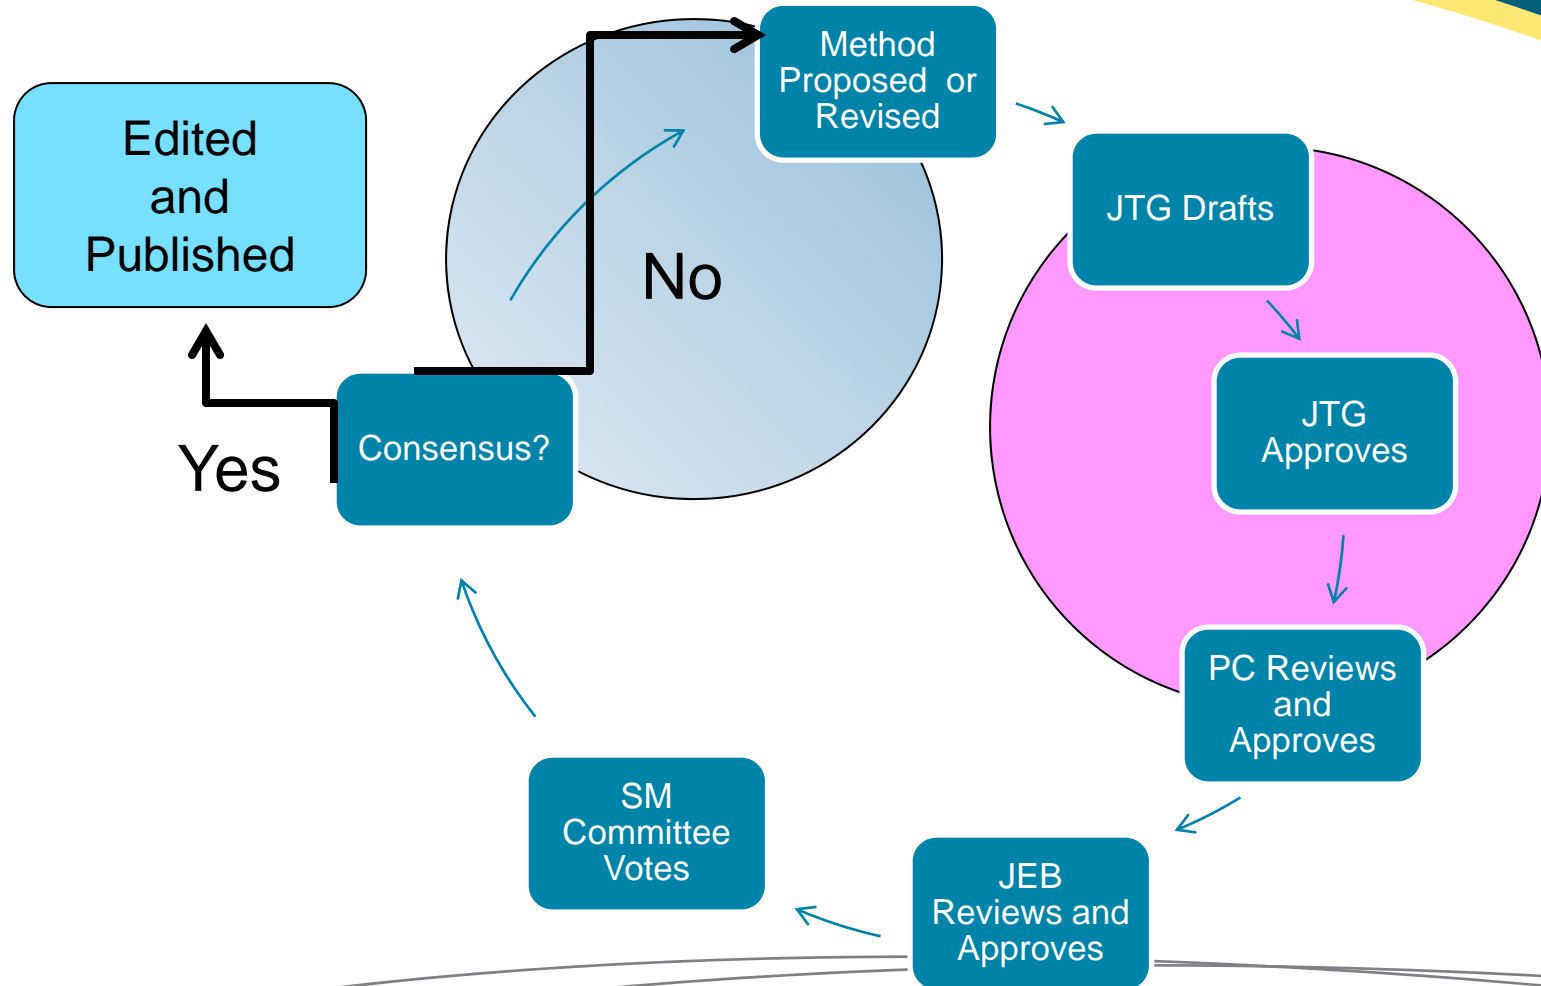 Method
Proposed or
Revised
JTG Drafts
JTG
Approves
PC Reviews
and
Approves
JEB
Reviews and
Approves
SM
Committee
Votes
Consensus?
No
Yes
Edited
and
Published